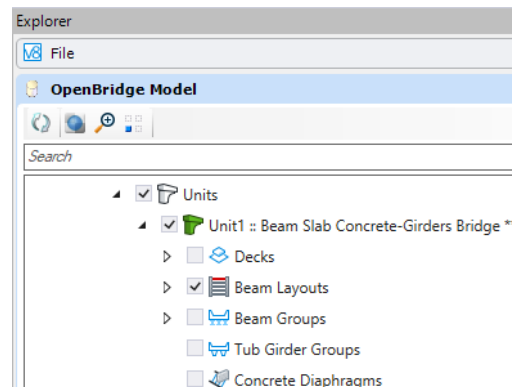 Explorer
V8 File
OpenBridge Model
Search
Units
Unit1 :: Beam Slab Concrete-Girders Bridge *
Decks
Beam Layouts
Beam Groups
Tub Girder Groups
Concrete Diaphragms